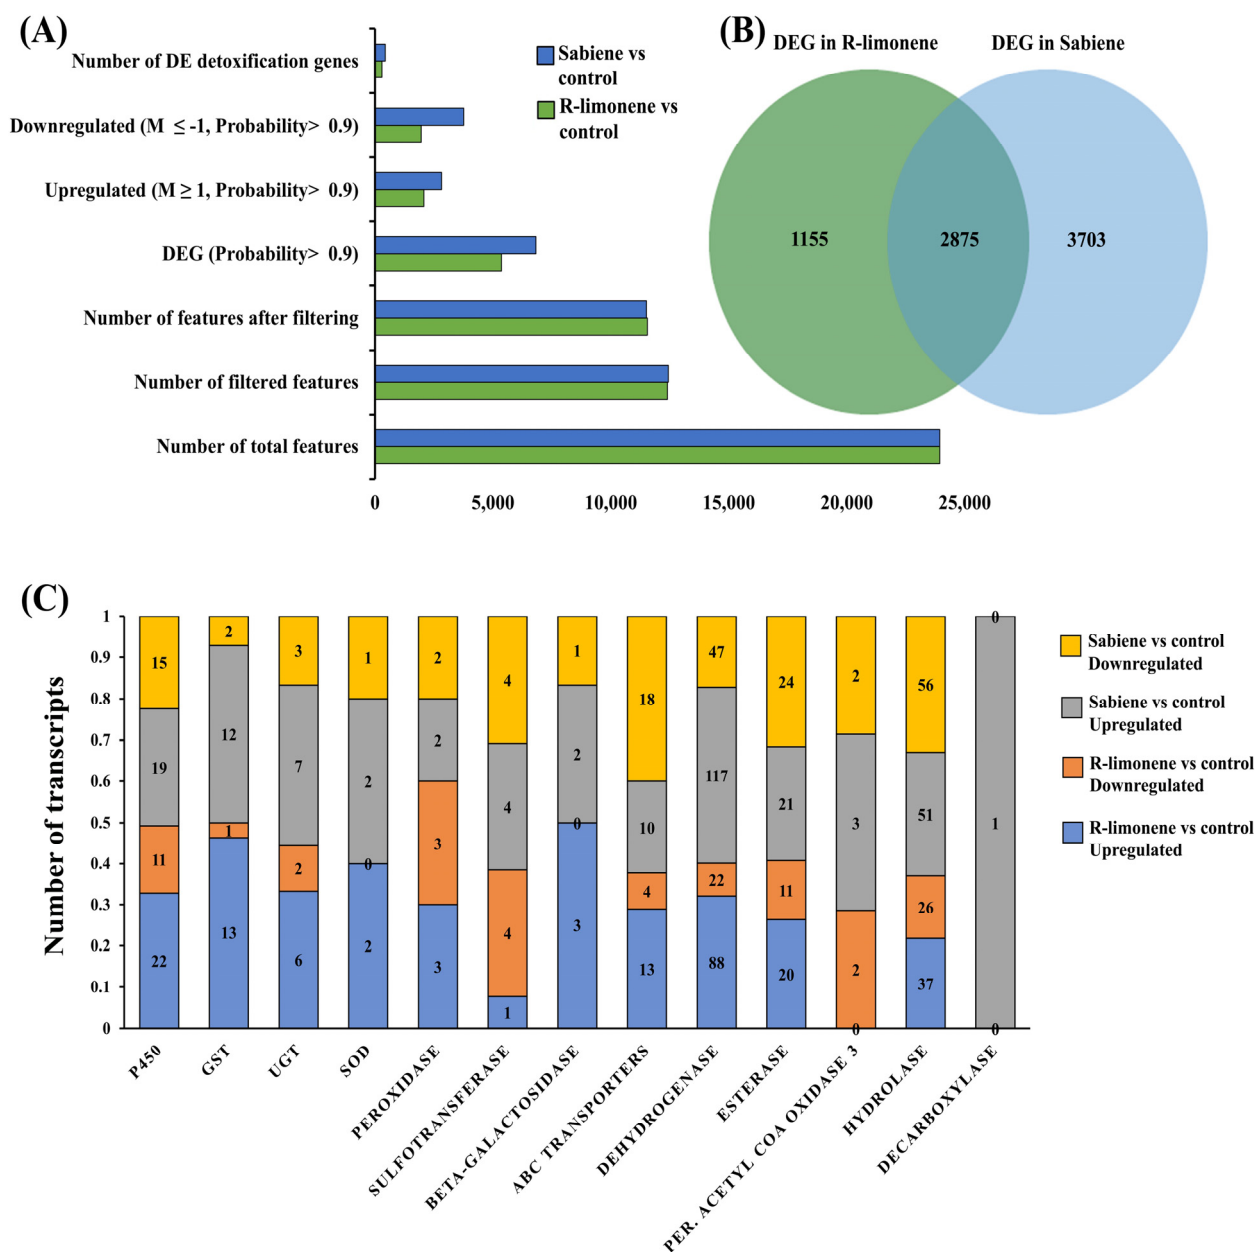 (A)
Number of DE detoxification genes
Downregulated (M ≤ -1, Probability> 0.9)
Upregulated (M ≥ 1, Probability> 0.9)
DEG (Probability> 0.9)
Number of features after filtering
Number of filtered features
Number of total features
0 5,000 10,000 15,000 20,000 25,000
Sabiene vs
control
R-limonene vs
control
(B)
DEG in R-limonene DEG in Sabiene
1155 2875 3703
(C)
Number of transcripts
1
0.9
0.8
0.7
0.6
0.5
0.4
0.3
0.2
0.1
0
15
19
11
22
2
12
1
13
3
7
2
6
1
2
0
2
2
2
3
3
4
4
4
1
1
2
0
3
18
10
4
13
47
117
22
88
24
21
11
20
2
3
2
0
56
51
26
37
0
1
0
P450
GST
UGT
SOD
PEROXIDASE
SULFOTRANSFERASE
BETA-GALACTOSIDASE
ABC TRANSPORTERS
DEHYDROGENASE
ESTERASE
PER. ACETYL COA OXIDASE 3
HYDROLASE
DECARBOXYLASE
Sabiene vs control
Downregulated
Sabiene vs control
Upregulated
R-limonene vs control
Downregulated
R-limonene vs control
Upregulated